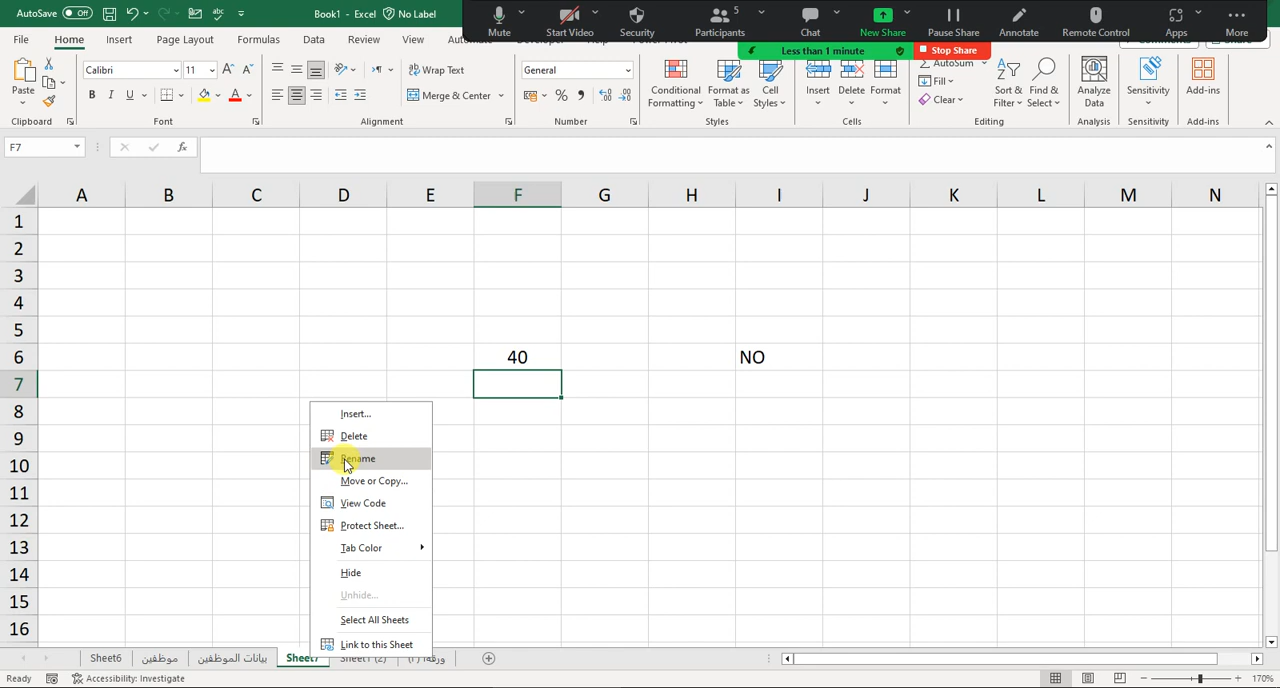 AutoSave Off Book1 - Excel No Label
Mute Start Video Security Participants 5 Chat New Share Pause Share Annotate Remote Control Apps More
Less than 1 minute Stop Share
File Home Insert Page Layout Formulas Data Review View
Paste Calibri 11 A A Wrap Text General Conditional Formatting Format as Table Cell Styles Insert Delete Format AutoSum Sort & Filter Find & Select Analyze Data Sensitivity Add-ins
B I U A Merge & Center % Fill
Clear
Clipboard Font Alignment Number Styles Cells Editing Analysis Sensitivity Add-ins
F7 fx
A B C D E F G H I J K L M N
1
2
3
4
5
6 40 NO
7
8
9
10
11
12
13
14
15
16
Insert...
Delete
Rename
Move or Copy...
View Code
Protect Sheet...
Tab Color
Hide
Unhide...
Select All Sheets
Link to this Sheet
Sheet6 موظفين بيانات الموظفين Sheet7 Sheet1 (2)
Ready Accessibility: Investigate 170%